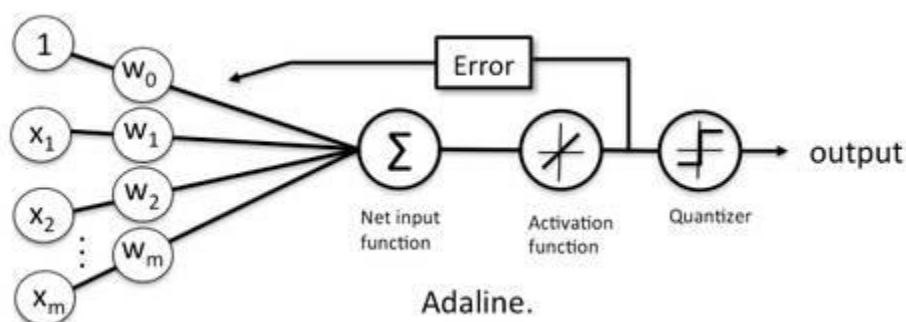 1
w0
Error
x1
w1
Σ
output
x2
w2
Net input
function
Activation
function
Quantizer
⋮
wm
xm
Adaline.